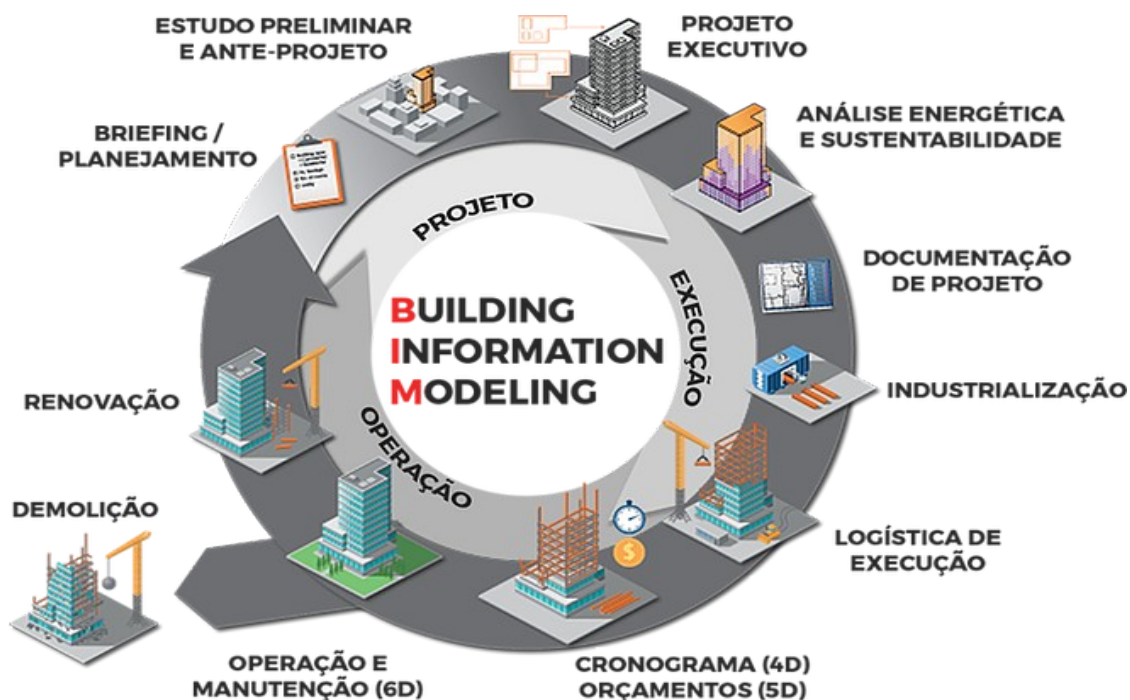 ESTUDO PRELIMINAR
E ANTE-PROJETO
PROJETO
EXECUTIVO
ANÁLISE ENERGÉTICA
E SUSTENTABILIDADE
BRIEFING /
PLANEJAMENTO
DOCUMENTAÇÃO
DE PROJETO
INDUSTRIALIZAÇÃO
LOGÍSTICA DE
EXECUÇÃO
CRONOGRAMA (4D)
ORÇAMENTOS (5D)
OPERAÇÃO E
MANUTENÇÃO (6D)
DEMOLIÇÃO
RENOVAÇÃO
PROJETO
EXECUÇÃO
OPERAÇÃO
BUILDING
INFORMATION
MODELING
$